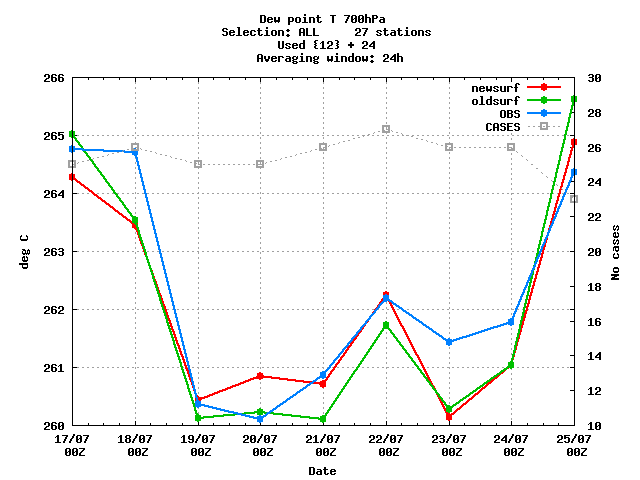 Dew point T 700hPa
Selection: ALL     27 stations
Used {12} + 24
Averaging window: 24h
newsurf
oldsurf
OBS
CASES
266
265
264
263
262
261
260
deg C
30
28
26
24
22
20
18
16
14
12
10
No cases
17/07 18/07 19/07 20/07 21/07 22/07 23/07 24/07 25/07
00Z 00Z 00Z 00Z 00Z 00Z 00Z 00Z 00Z
Date